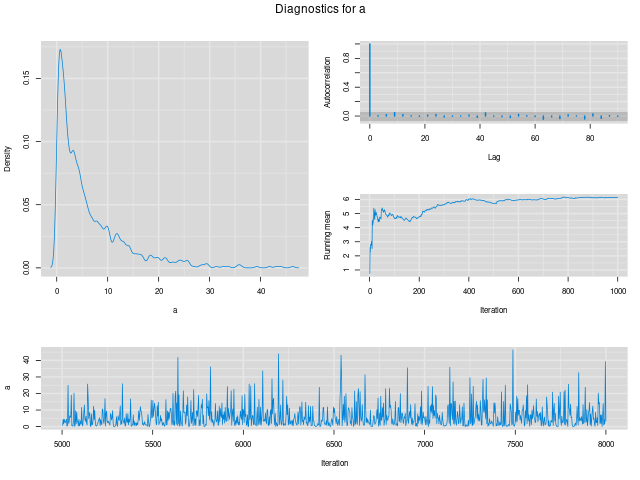 Diagnostics for a
Density
0.00 0.05 0.10 0.15
0 10 20 30 40
a
Autocorrelation
0.0 0.4 0.8
0 20 40 60 80
Lag
Running mean
1 2 3 4 5 6
0 200 400 600 800 1000
Iteration
a
0 10 20 30 40
5000 5500 6000 6500 7000 7500 8000
Iteration